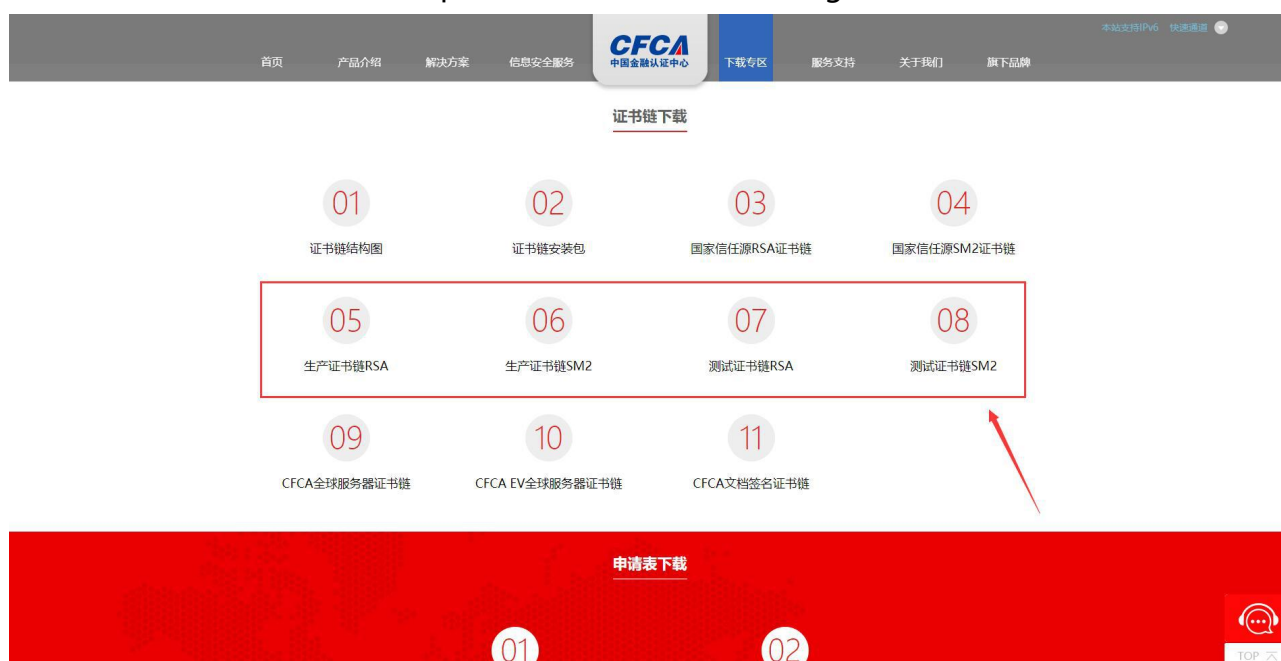 本站支持IPv6 快速通道
首页 产品介绍 解决方案 信息安全服务 CFCA 中国金融认证中心 下载专区 服务支持 关于我们 旗下品牌
证书链下载
01 02 03 04
证书链结构图 证书链安装包 国家信任源RSA证书链 国家信任源SM2证书链
05 06 07 08
生产证书链RSA 生产证书链SM2 测试证书链RSA 测试证书链SM2
09 10 11
CFCA全球服务器证书链 CFCA EV全球服务器证书链 CFCA文档签名证书链
申请表下载
01 02
TOP